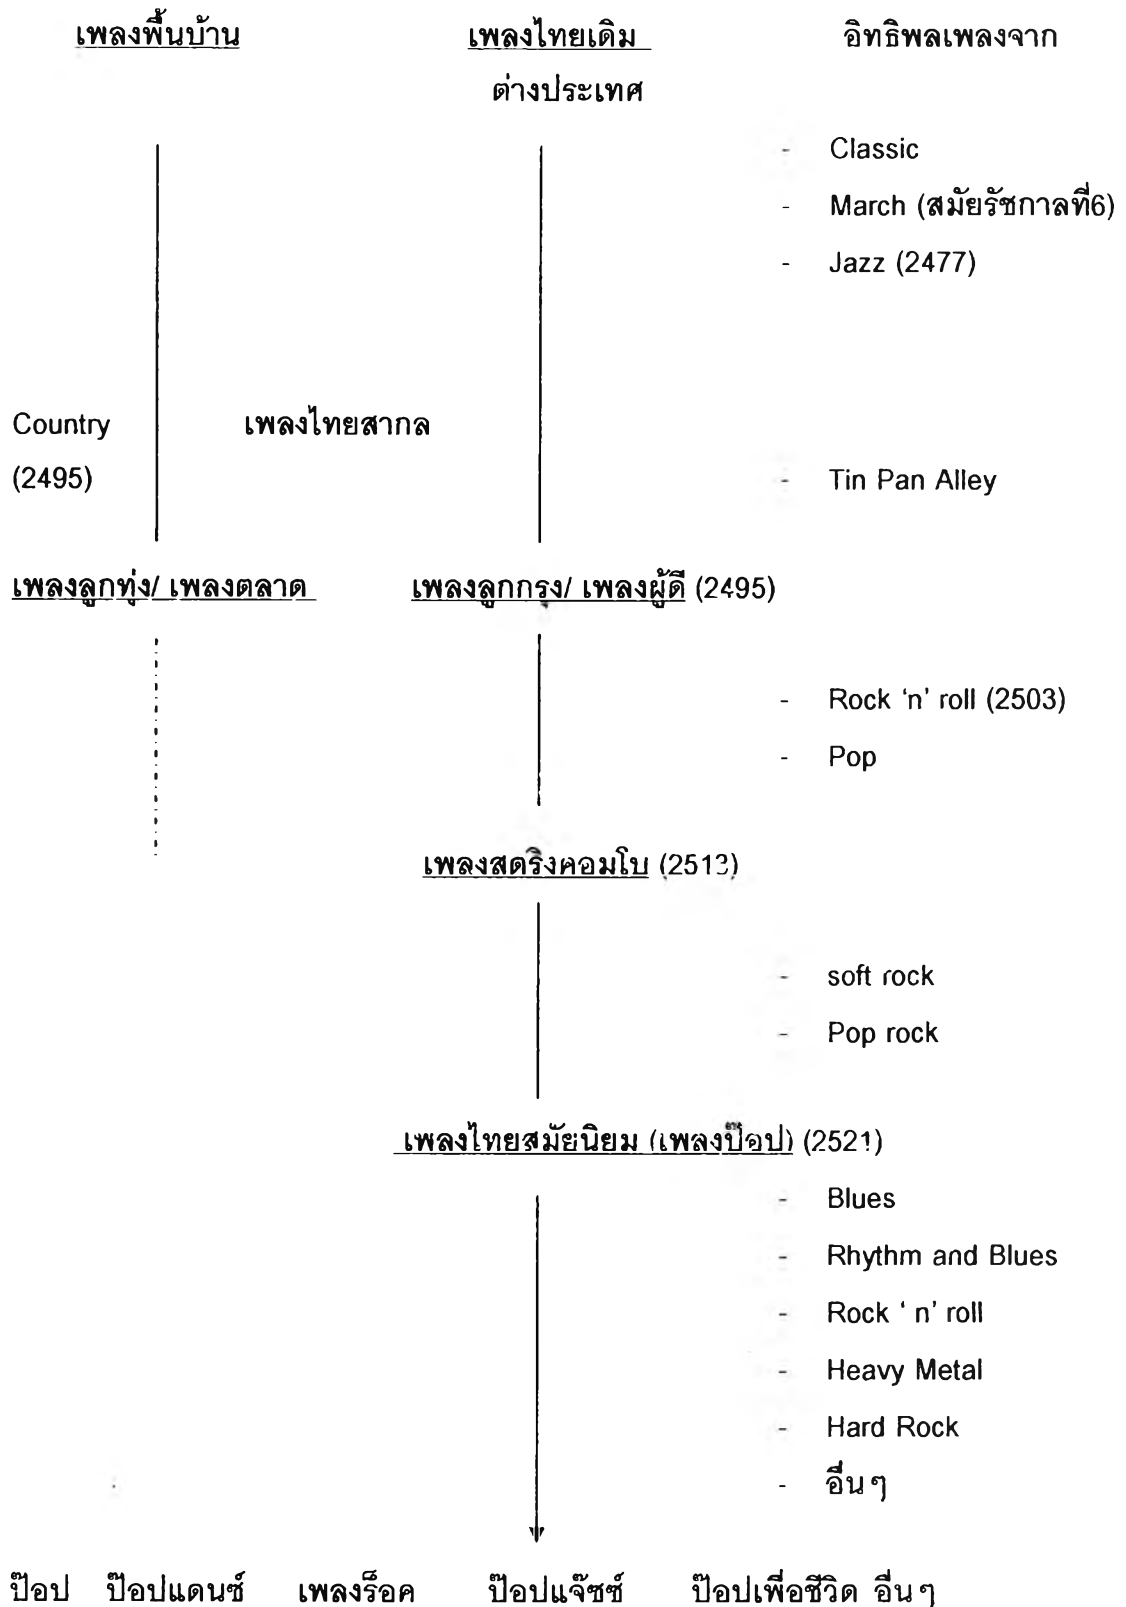 เพลงพื้นบ้าน เพลงไทยเดิม อิทธิพลเพลงจาก
ต่างประเทศ
- Classic
- March (สมัยรัชกาลที่6)
- Jazz (2477)
Country เพลงไทยสากล
(2495) - Tin Pan Alley
เพลงลูกทุ่ง/ เพลงตลาด เพลงลูกกรุง/ เพลงผู้ดี (2495)
- Rock ‘n’ roll (2503)
- Pop
เพลงสตริงคอมโบ (2513)
- soft rock
- Pop rock
เพลงไทยสมัยนิยม (เพลงป๊อป) (2521)
- Blues
- Rhythm and Blues
- Rock ‘ n’ roll
- Heavy Metal
- Hard Rock
- อื่นๆ
ป๊อป ป๊อปแดนซ์ เพลงร็อค ป๊อปแจ๊ซซ์ ป๊อปเพื่อชีวิต อื่นๆ